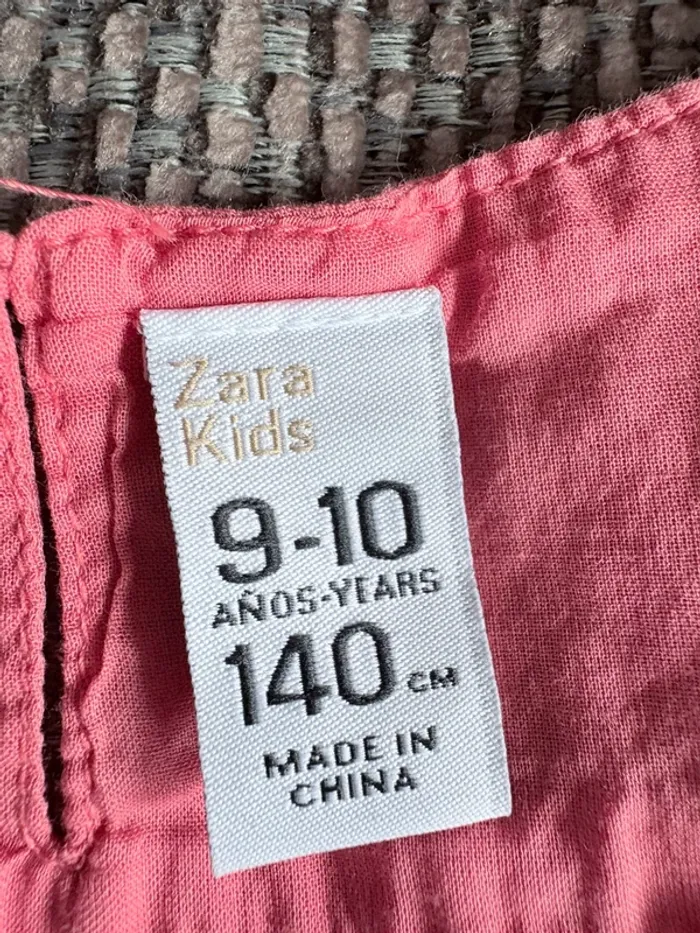 Zara
Kids
9-10
AÑOS-YEARS
140 CM
MADE IN
CHINA